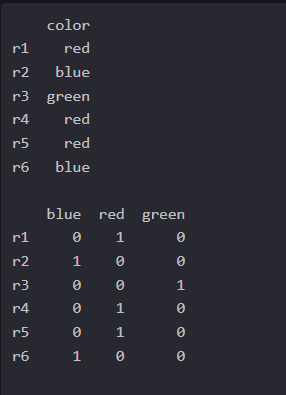 color
r1 red
r2 blue
r3 green
r4 red
r5 red
r6 blue
blue red green
r1 0 1 0
r2 1 0 0
r3 0 0 1
r4 0 1 0
r5 0 1 0
r6 1 0 0